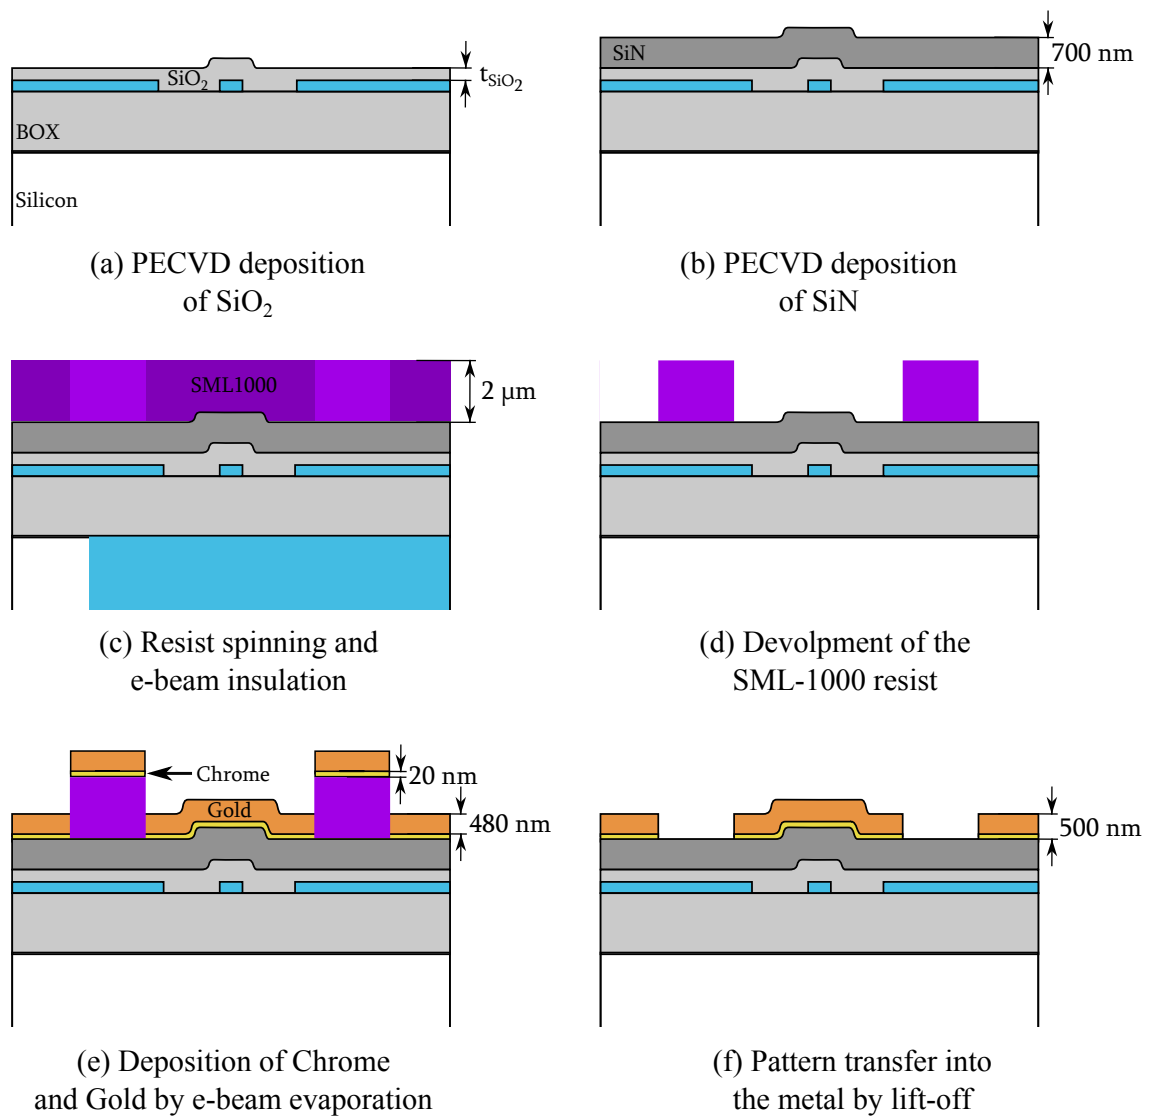 SiO₂
t_SiO₂
BOX
Silicon
(a) PECVD deposition
of SiO₂
SiN
700 nm
(b) PECVD deposition
of SiN
SML1000
2 μm
(c) Resist spinning and
e-beam insulation
(d) Devolpment of the
SML-1000 resist
Chrome
20 nm
Gold
480 nm
(e) Deposition of Chrome
and Gold by e-beam evaporation
500 nm
(f) Pattern transfer into
the metal by lift-off